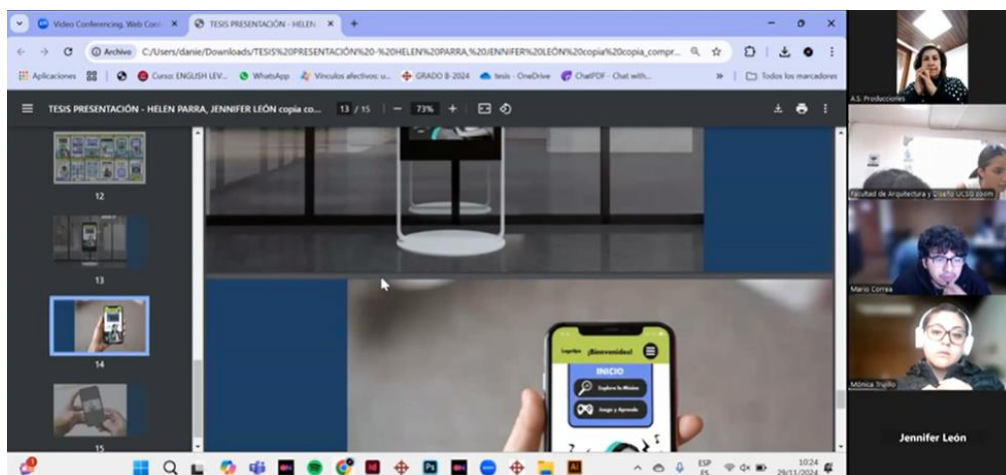 Video Conferencing, Web Con
TESIS PRESENTACIÓN - HELEN
Archivo C:/Users/danie/Downloads/TESIS%20PRESENTACIÓN%20-%20HELEN%20PARRA,%20JENNIFER%20LEÓN%20copia%20copia_compr...
Aplicaciones Curso: ENGLISH LEV... WhatsApp Vínculos afectivos: u... GRADO B-2024 tesis - OneDrive ChatPDF - Chat with... Todos los marcadores
TESIS PRESENTACIÓN - HELEN PARRA, JENNIFER LEÓN copia co... 13 / 15 73%
12
13
14
15
¡Bienvenidos!
INICIO
Explora la Música
Juega y Aprende
ESP
ES
10:24
29/11/2024
A.S. Producciones
Facultad de Arquitectura y Diseño UCSG zoom
Mario Correa
Mónica Trujillo
Jennifer León